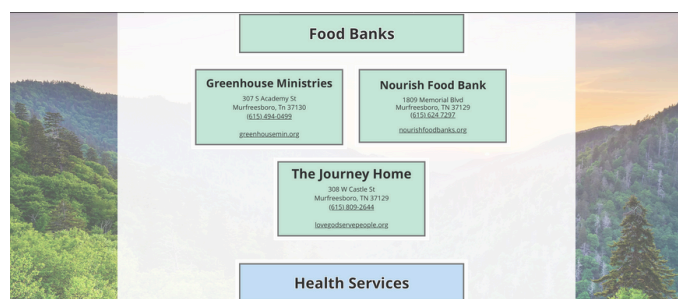 Food Banks
Greenhouse Ministries
307 S Academy St
Murfreesboro, Tn 37130
(615) 494-0499
greenhousemin.org
Nourish Food Bank
1809 Memorial Blvd
Murfreesboro, TN 37129
(615) 624 7297
nourishfoodbanks.org
The Journey Home
308 W Castle St
Murfreesboro, TN 37129
(615) 809-2644
lovegodservepeople.org
Health Services